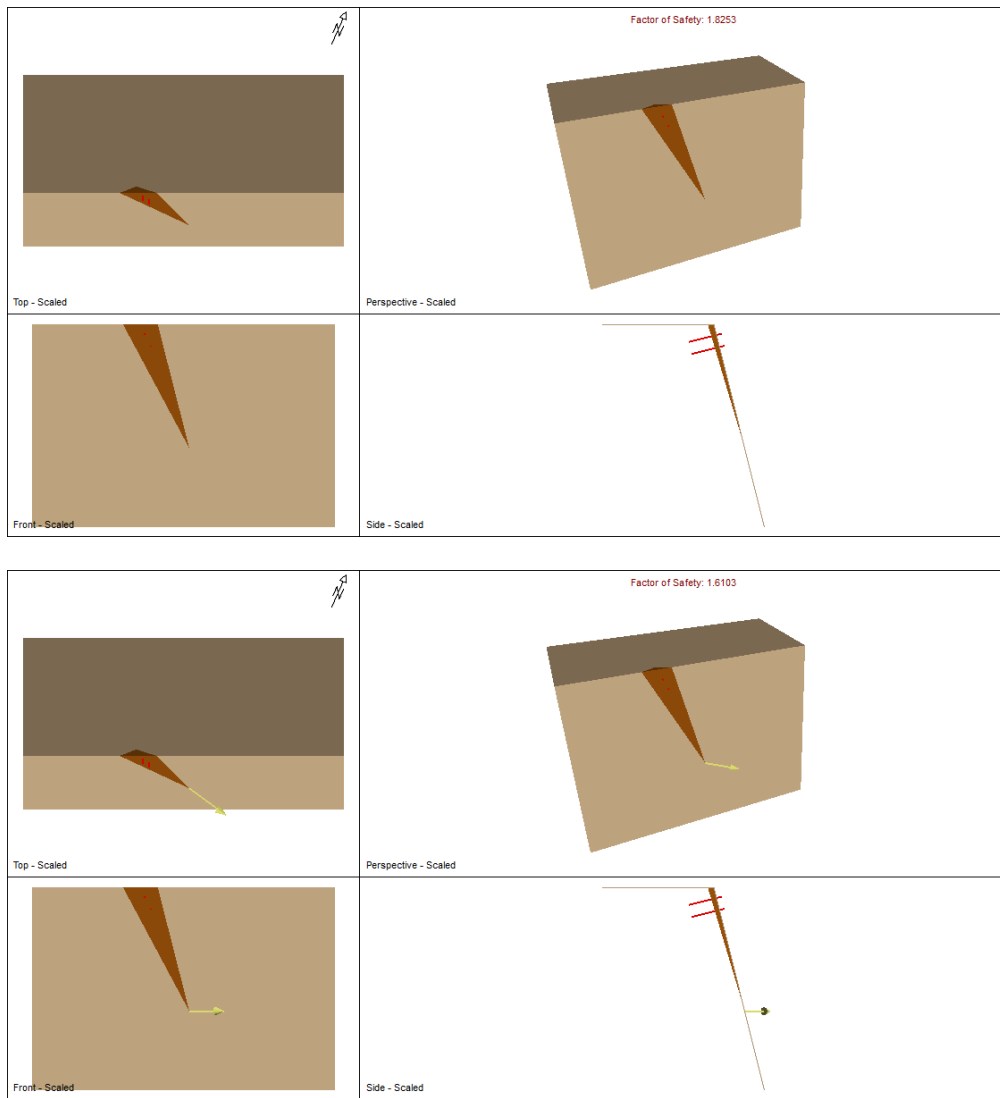 Factor of Safety: 1.8253
Top - Scaled
Perspective - Scaled
Front - Scaled
Side - Scaled
Factor of Safety: 1.6103
Top - Scaled
Perspective - Scaled
Front - Scaled
Side - Scaled